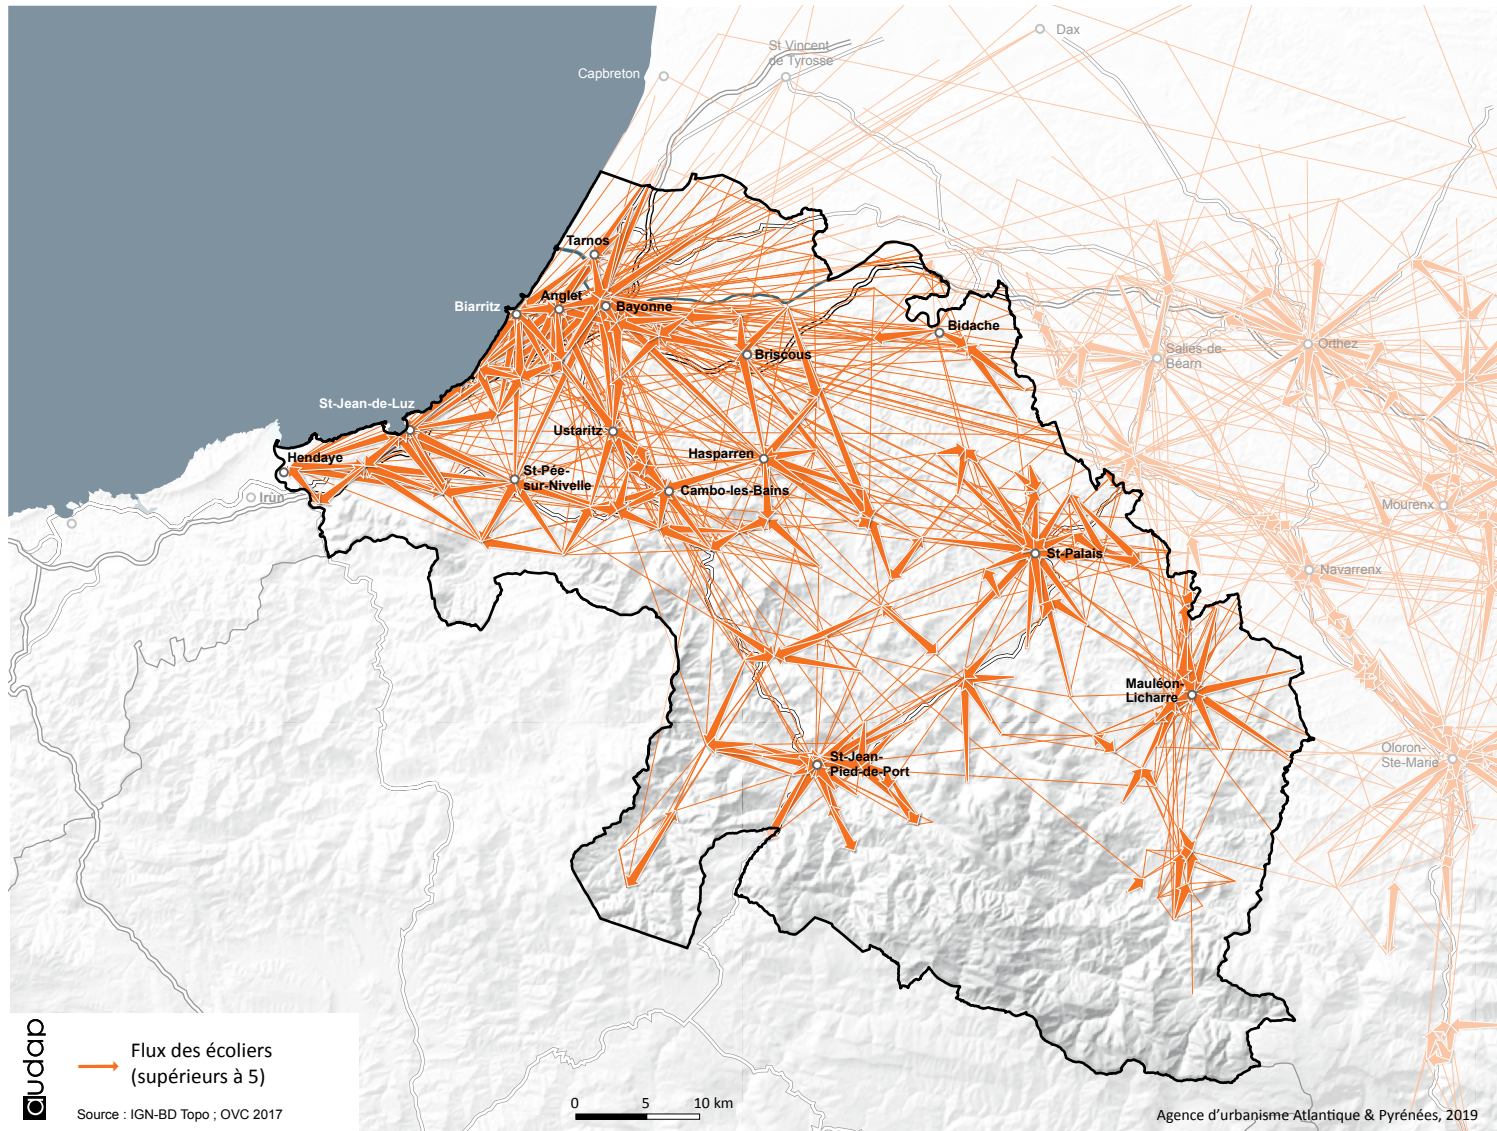 Dax
St Vincent
de Tyrosse
Capbreton
Tarnos
Anglet
Biarritz
Bayonne
Bidache
Briscous
Orthez
Salies-de-
Béarn
St-Jean-de-Luz
Ustaritz
Hasparren
Hendaye
St-Pée-
sur-Nivelle
Cambo-les-Bains
Irun
Mourenx
St-Palais
Navarrenx
Mauléon-
Licharre
St-Jean-
Pied-de-Port
Oloron-
Ste-Marie
audap
Flux des écoliers
(supérieurs à 5)
Source : IGN-BD Topo ; OVC 2017
0 5 10 km
Agence d'urbanisme Atlantique & Pyrénées, 2019